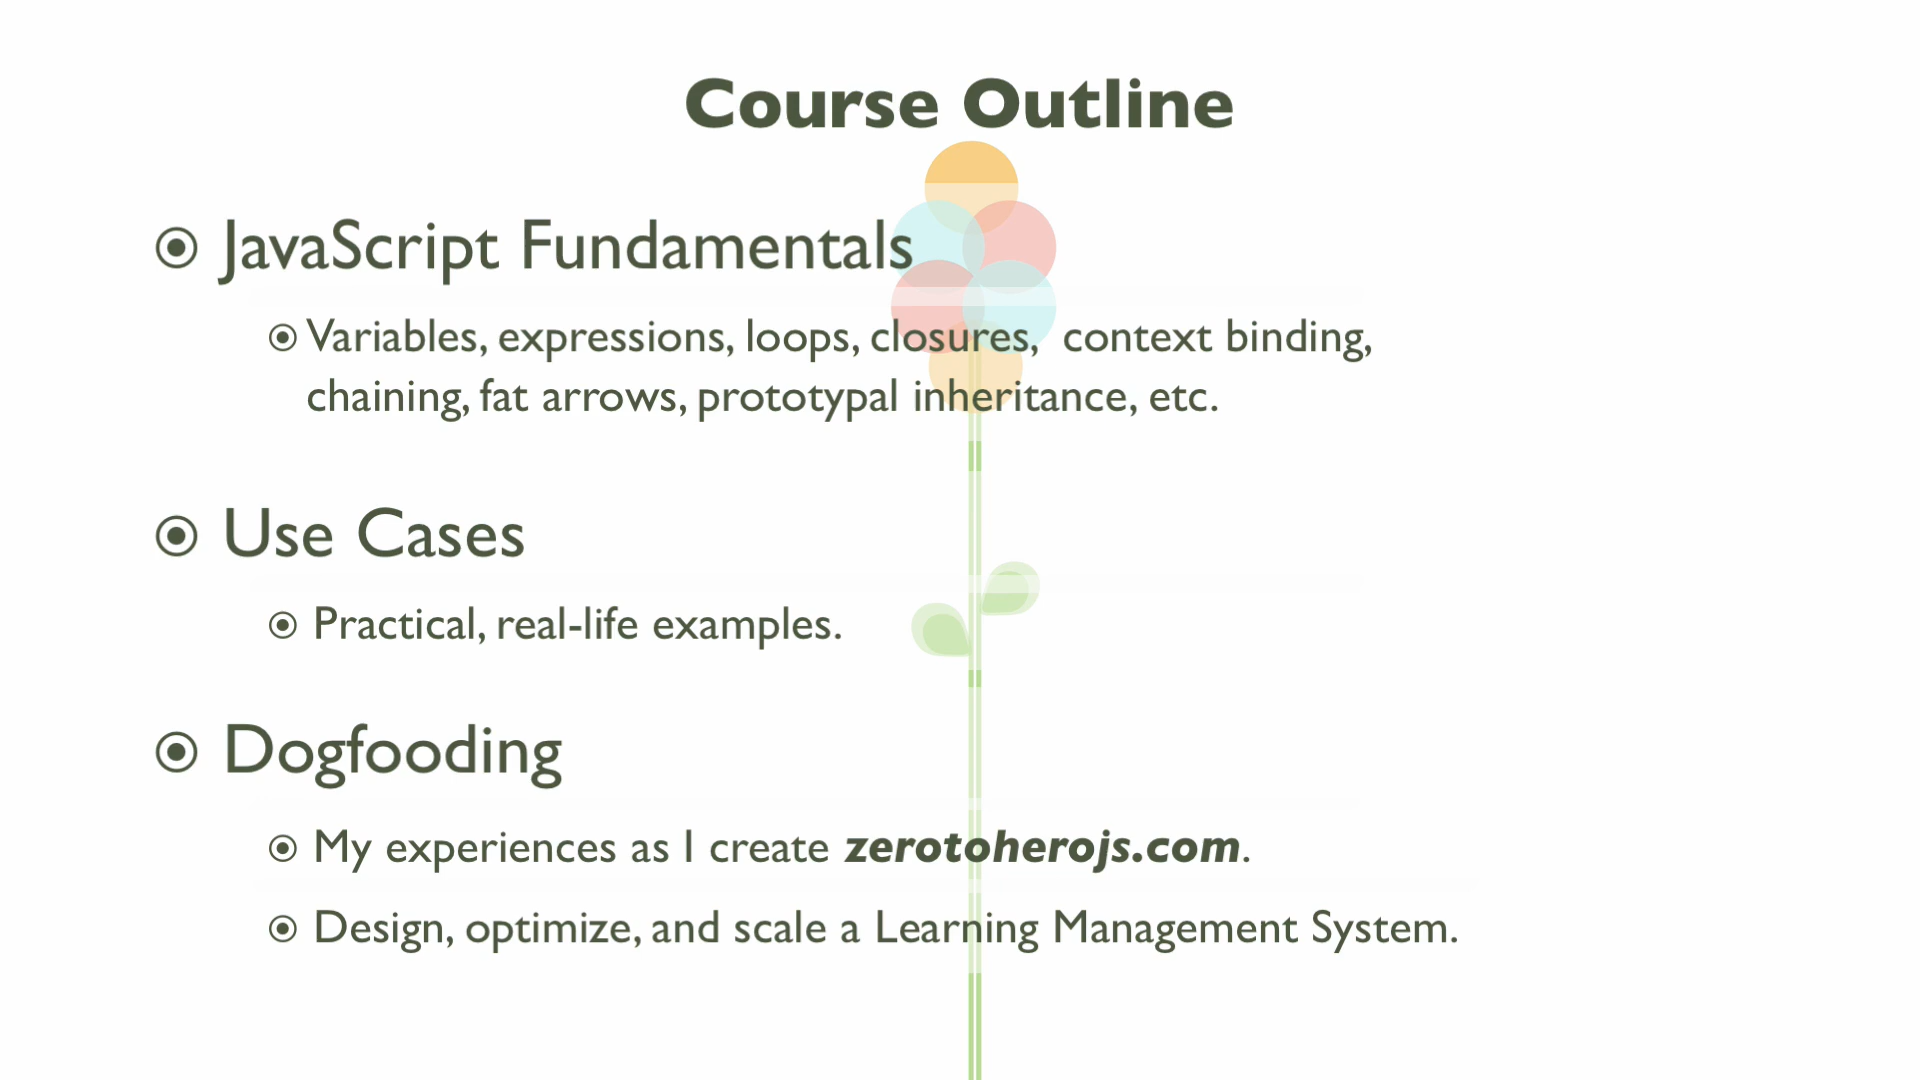 Course Outline
JavaScript Fundamentals
Variables, expressions, loops, closures, context binding,
chaining, fat arrows, prototypal inheritance, etc.
Use Cases
Practical, real-life examples.
Dogfooding
My experiences as I create zerotoherojs.com.
Design, optimize, and scale a Learning Management System.